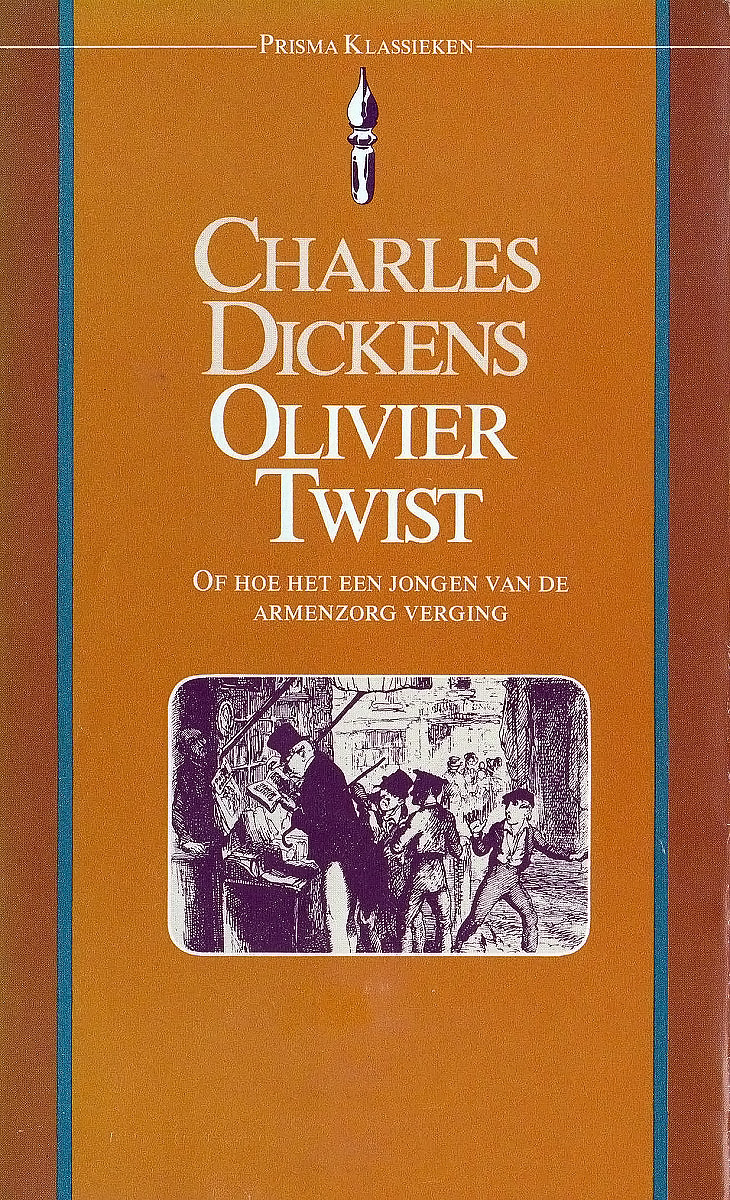 PRISMA KLASSIEKEN
CHARLES
DICKENS
OLIVIER
TWIST
OF HOE HET EEN JONGEN VAN DE
ARMENZORG VERGING